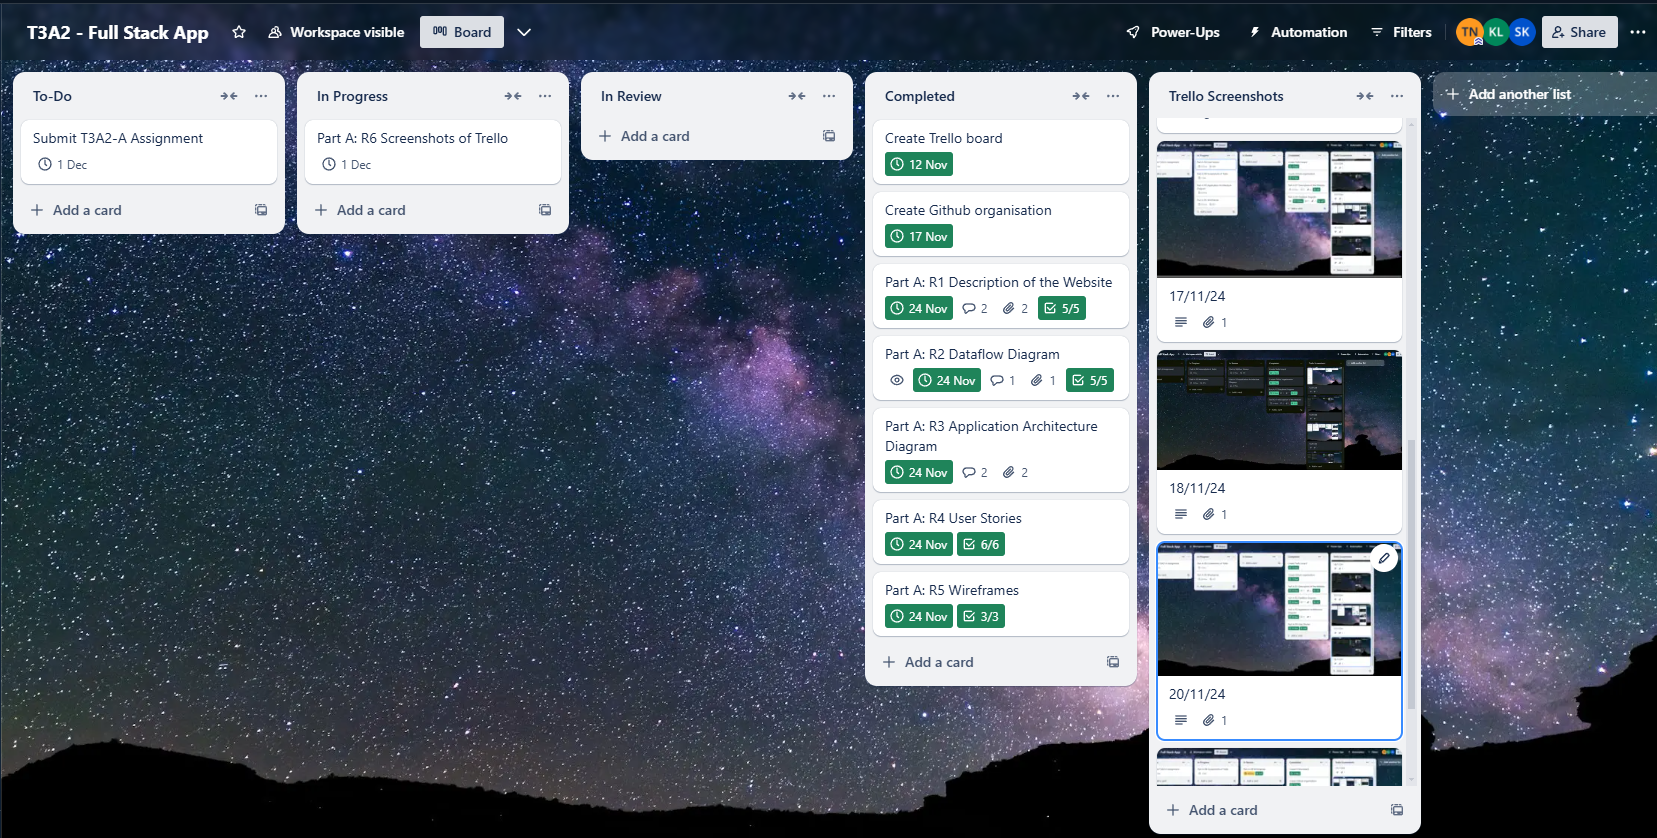 T3A2 - Full Stack App
Workspace visible
Board
Power-Ups
Automation
Filters
TN
KL
SK
Share
To-Do
Submit T3A2-A Assignment
1 Dec
Add a card
In Progress
Part A: R6 Screenshots of Trello
1 Dec
Add a card
In Review
Add a card
Completed
Create Trello board
12 Nov
Create Github organisation
17 Nov
Part A: R1 Description of the Website
24 Nov 2 2 5/5
Part A: R2 Dataflow Diagram
24 Nov 1 1 5/5
Part A: R3 Application Architecture
Diagram
24 Nov 2 2
Part A: R4 User Stories
24 Nov 6/6
Part A: R5 Wireframes
24 Nov 3/3
Add a card
Trello Screenshots
17/11/24
1
18/11/24
1
20/11/24
1
Add a card
Add another list